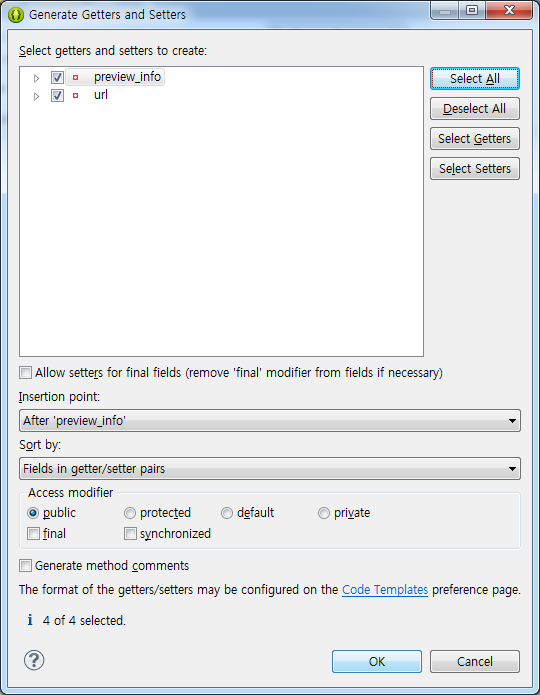 Generate Getters and Setters
Select getters and setters to create:
preview_info
url
Select All
Deselect All
Select Getters
Select Setters
Allow setters for final fields (remove 'final' modifier from fields if necessary)
Insertion point:
After 'preview_info'
Sort by:
Fields in getter/setter pairs
Access modifier
public protected default private
final synchronized
Generate method comments
The format of the getters/setters may be configured on the Code Templates preference page.
i 4 of 4 selected.
? OK Cancel